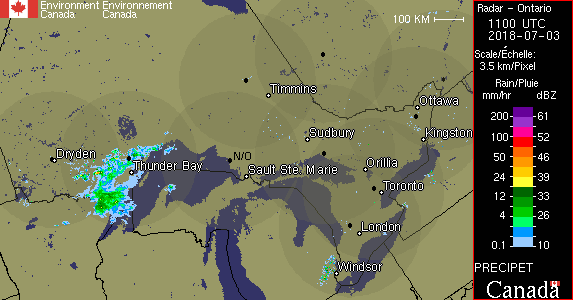 Environment Environnement
Canada Canada
100 KM
Timmins
Ottawa
Sudbury
Kingston
Dryden
Thunder Bay
N/O
Sault Ste. Marie
Orillia
Toronto
London
Windsor
Radar - Ontario
1100 UTC
2018-07-03
Scale/Échelle:
3.5 km/Pixel
Rain/Pluie
mm/hr dBZ
200 61
100 52
50 46
24 39
12 33
4 26
0.1 10
PRECIPET
Canada